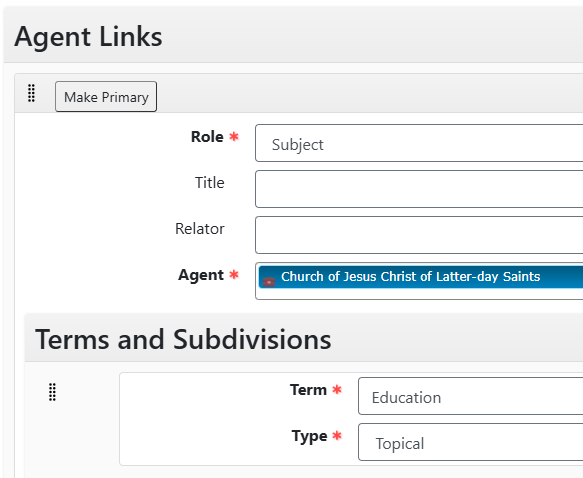 Agent Links
Make Primary
Role *
Subject
Title
Relator
Agent *
Church of Jesus Christ of Latter-day Saints
Terms and Subdivisions
Term *
Education
Type *
Topical